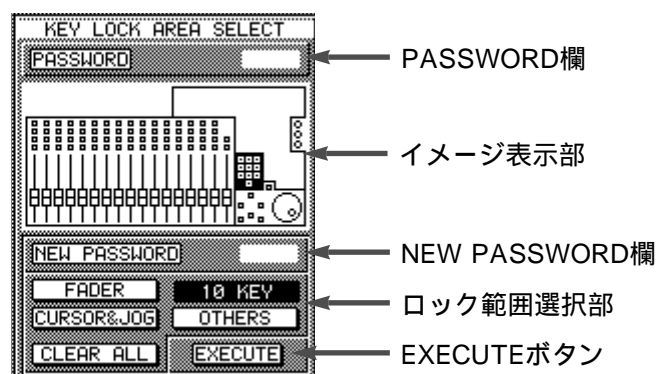 KEY LOCK AREA SELECT
PASSWORD
PASSWORD欄
イメージ表示部
NEW PASSWORD
NEW PASSWORD欄
FADER
10 KEY
ロック範囲選択部
CURSOR&JOG
OTHERS
CLEAR ALL
EXECUTE
EXECUTEボタン